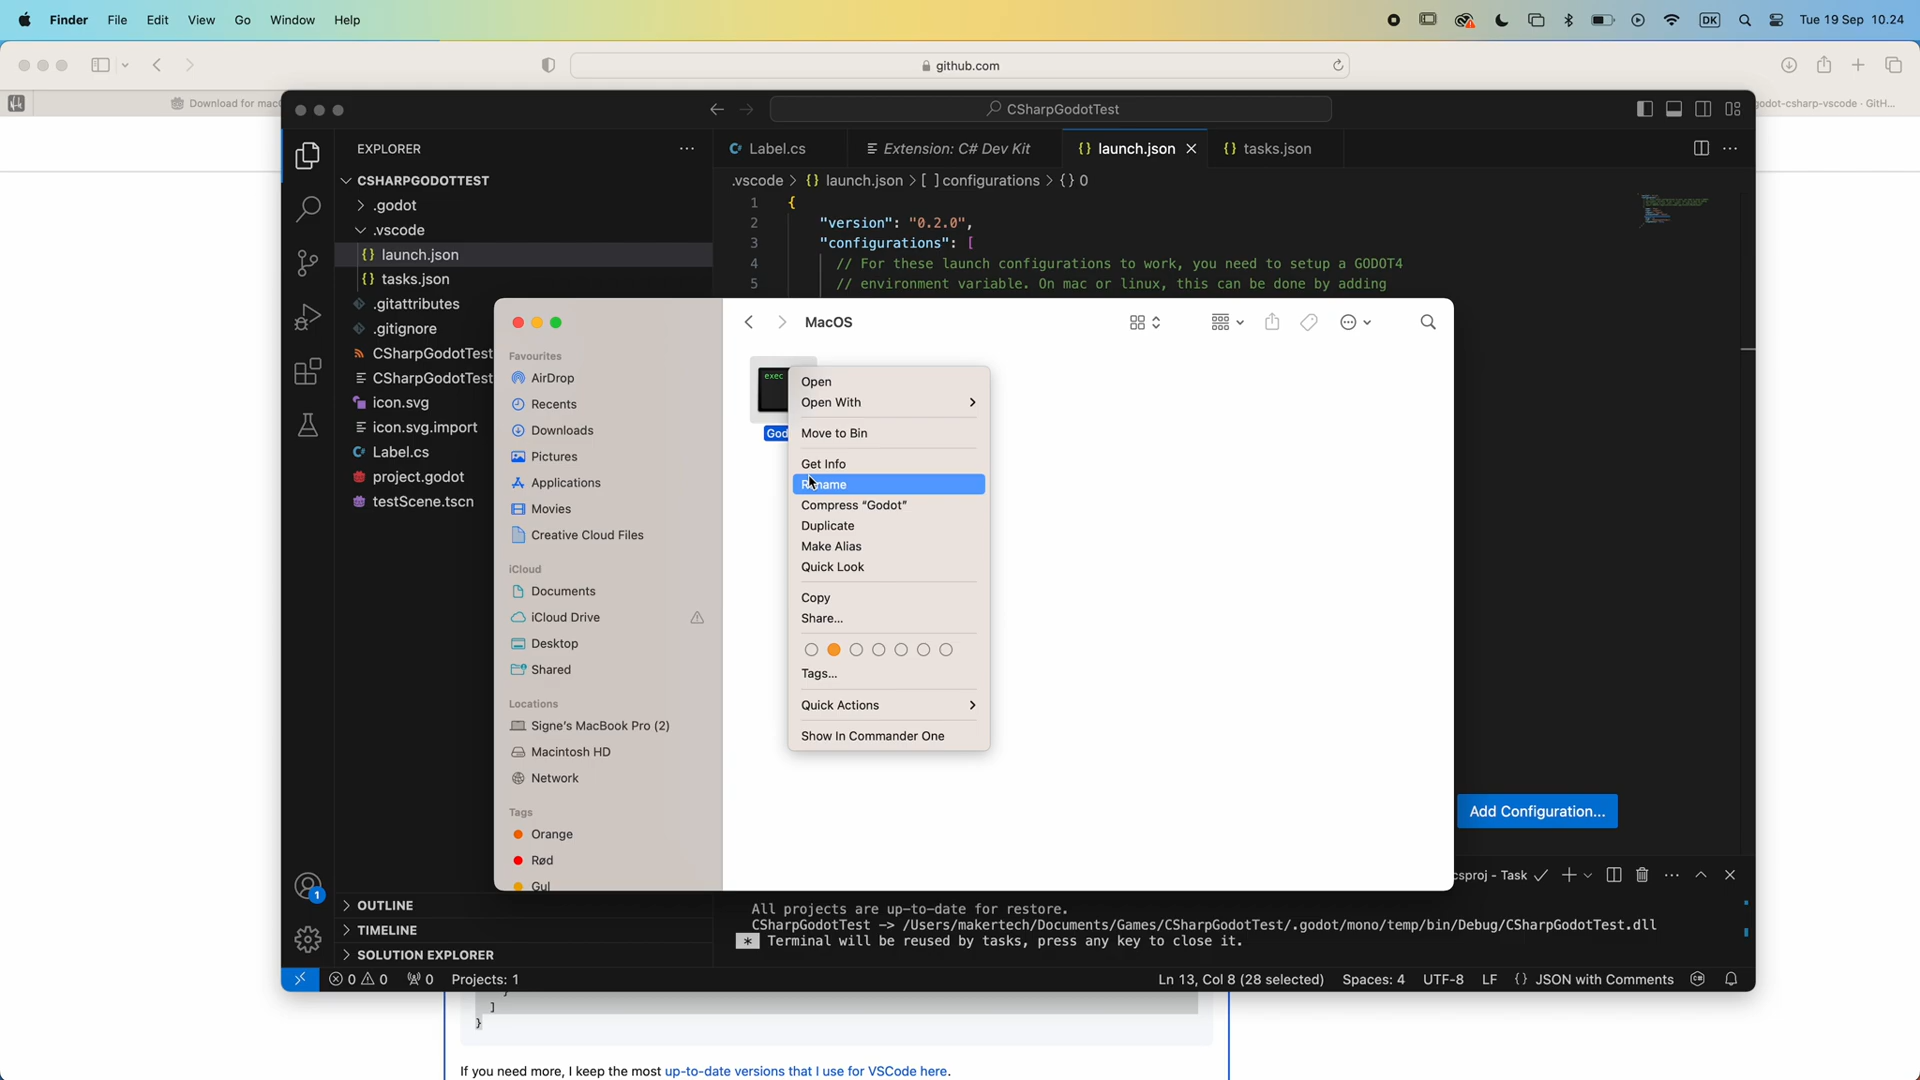 Finder File Edit View Go Window Help DK Tue 19 Sep 10.24
github.com
Download for mac
godot-csharp-vscode · GitH...
CSharpGodotTest
EXPLORER
Label.cs Extension: C# Dev Kit {} launch.json {} tasks.json
CSHARPGODOTTEST
.vscode > {} launch.json > [ ] configurations > {} 0
.godot
.vscode
{} launch.json
{} tasks.json
.gitattributes
.gitignore
CSharpGodotTest
CSharpGodotTest
icon.svg
icon.svg.import
Label.cs
project.godot
testScene.tscn
1 {
2 "version": "0.2.0",
3 "configurations": [
4 // For these launch configurations to work, you need to setup a GODOT4
5 // environment variable. On mac or linux, this can be done by adding
MacOS
Favourites
AirDrop
Recents
Downloads
Pictures
Applications
Movies
Creative Cloud Files
iCloud
Documents
iCloud Drive
Desktop
Shared
Locations
Signe's MacBook Pro (2)
Macintosh HD
Network
Tags
Orange
Rød
Gul
exec
God
Open
Open With
Move to Bin
Get Info
Rename
Compress "Godot"
Duplicate
Make Alias
Quick Look
Copy
Share...
Tags...
Quick Actions
Show In Commander One
Add Configuration...
csproj - Task
OUTLINE
TIMELINE
SOLUTION EXPLORER
All projects are up-to-date for restore.
CSharpGodotTest -> /Users/makertech/Documents/Games/CSharpGodotTest/.godot/mono/temp/bin/Debug/CSharpGodotTest.dll
* Terminal will be reused by tasks, press any key to close it.
1
0 0 0 Projects: 1 Ln 13, Col 8 (28 selected) Spaces: 4 UTF-8 LF {} JSON with Comments
]
}
If you need more, I keep the most up-to-date versions that I use for VSCode here.